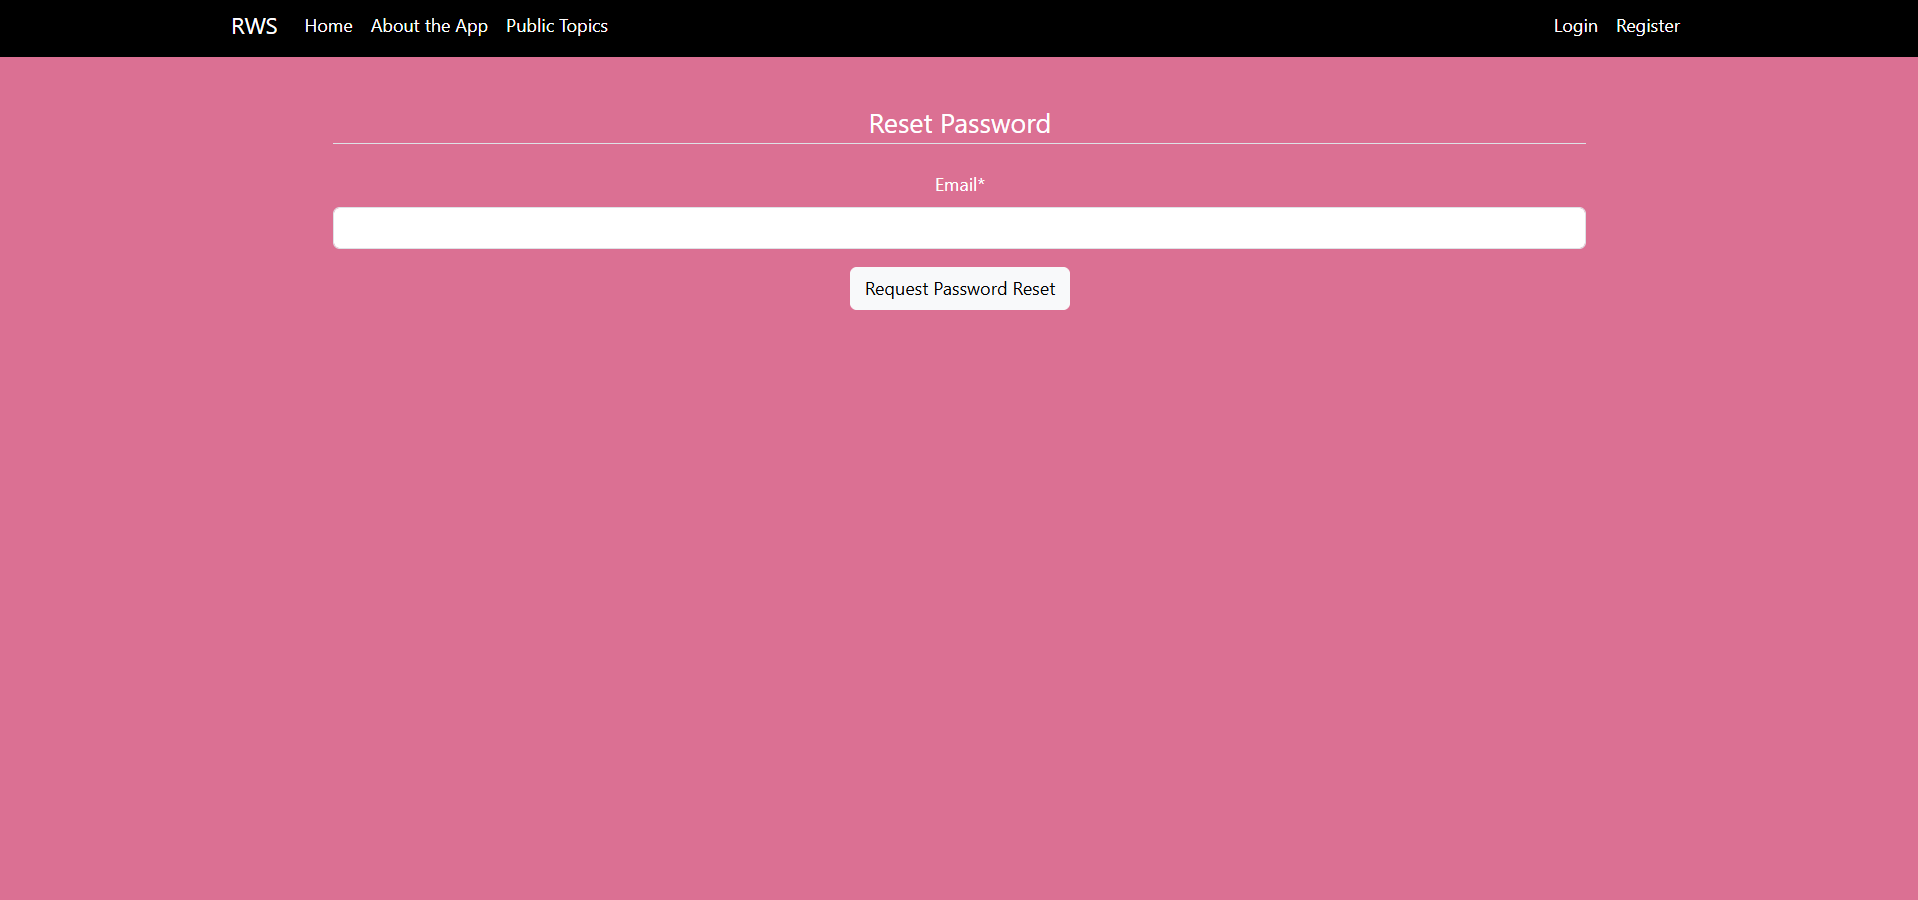 RWS Home About the App Public Topics Login Register
Reset Password
Email*
Request Password Reset